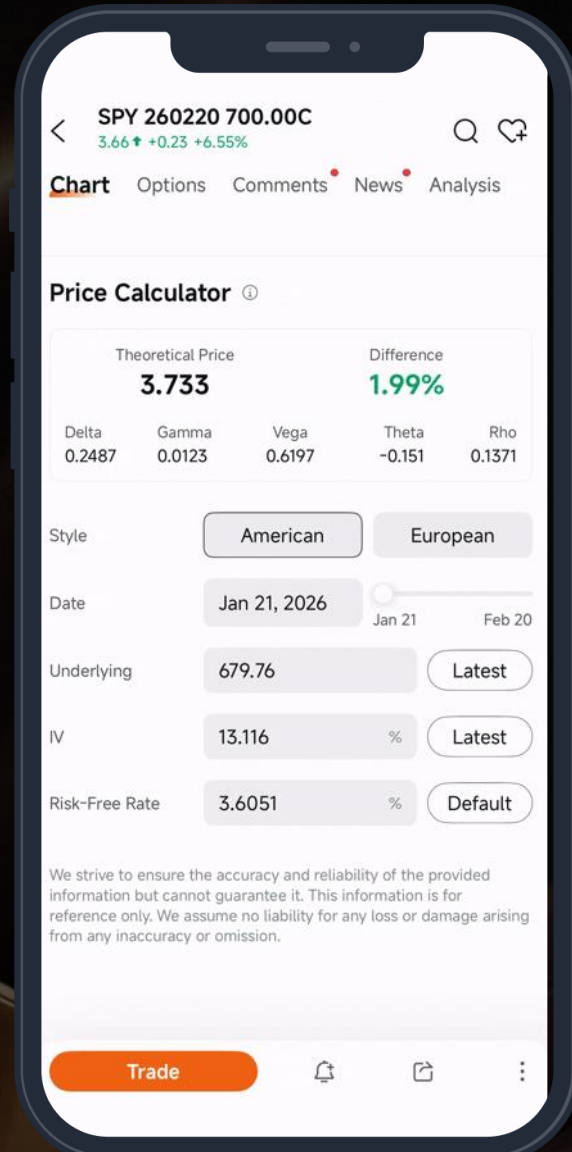 SPY 260220 700.00C
3.66 +0.23 +6.55%
Chart Options Comments News Analysis
Price Calculator
Theoretical Price Difference
3.733 1.99%
Delta Gamma Vega Theta Rho
0.2487 0.0123 0.6197 -0.151 0.1371
Style American European
Date Jan 21, 2026
Jan 21 Feb 20
Underlying 679.76 Latest
IV 13.116 % Latest
Risk-Free Rate 3.6051 % Default
We strive to ensure the accuracy and reliability of the provided
information but cannot guarantee it. This information is for
reference only. We assume no liability for any loss or damage arising
from any inaccuracy or omission.
Trade